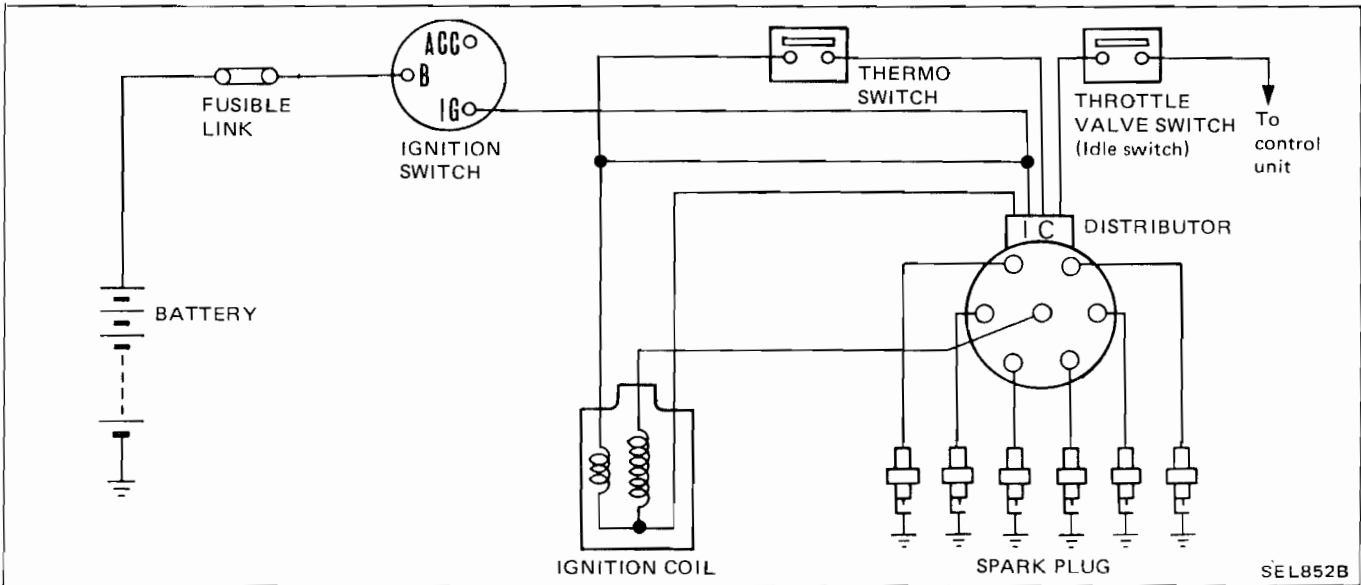 ACC
B
IG
FUSIBLE
LINK
IGNITION
SWITCH
THERMO
SWITCH
THROTTLE
VALVE SWITCH
(Idle switch)
To
control
unit
IC
DISTRIBUTOR
BATTERY
IGNITION COIL
SPARK PLUG
SEL852B